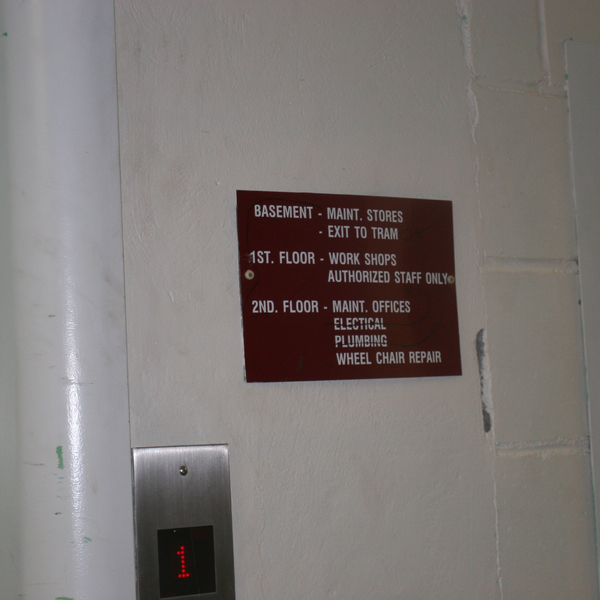 BASEMENT - MAINT. STORES
- EXIT TO TRAM
1ST. FLOOR - WORK SHOPS
AUTHORIZED STAFF ONLY
2ND. FLOOR - MAINT. OFFICES
ELECTICAL
PLUMBING
WHEEL CHAIR REPAIR
1